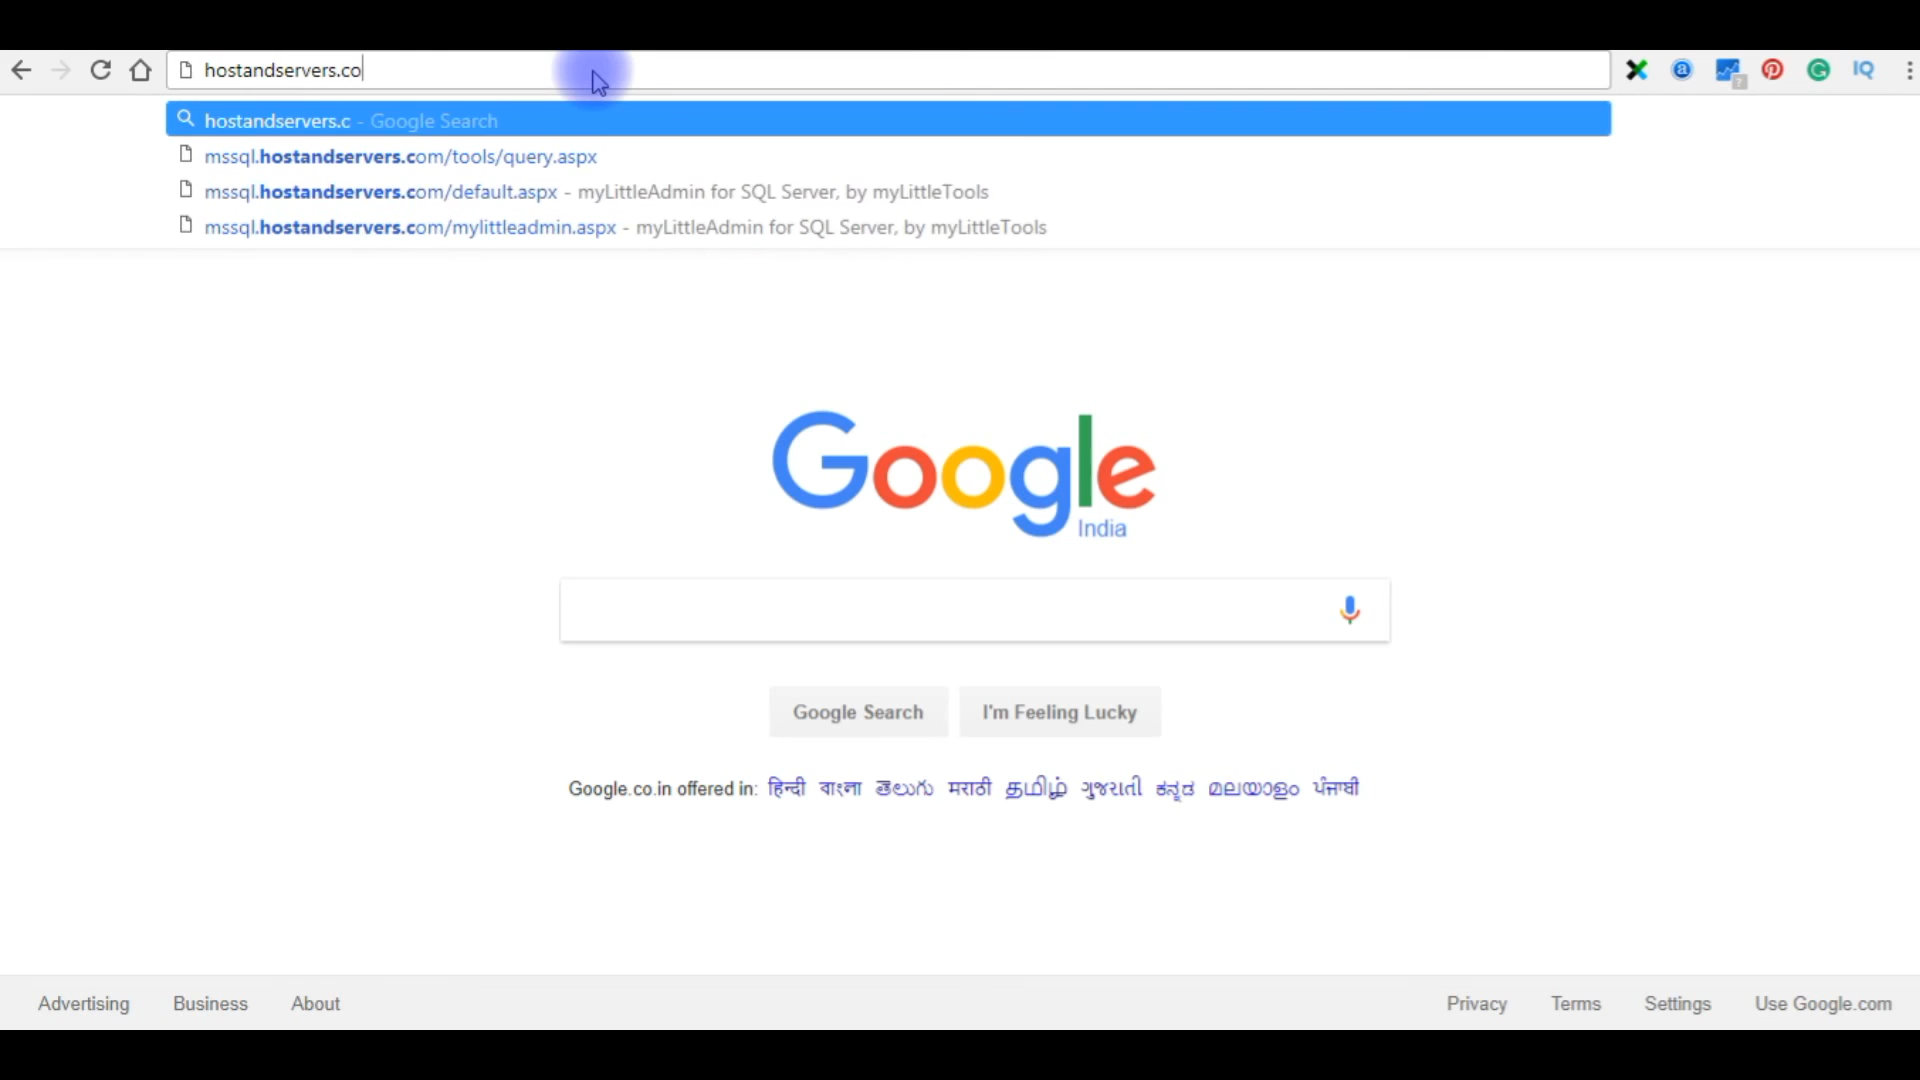 hostandservers.co
hostandservers.c - Google Search
mssql.hostandservers.com/tools/query.aspx
mssql.hostandservers.com/default.aspx - myLittleAdmin for SQL Server, by myLittleTools
mssql.hostandservers.com/mylittleadmin.aspx - myLittleAdmin for SQL Server, by myLittleTools
Google
India
Google Search I'm Feeling Lucky
Google.co.in offered in: हिन्दी বাংলা తెలుగు मराठी தமிழ் ગુજરાતી ಕನ್ನಡ മലയാളം ਪੰਜਾਬੀ
Advertising Business About Privacy Terms Settings Use Google.com